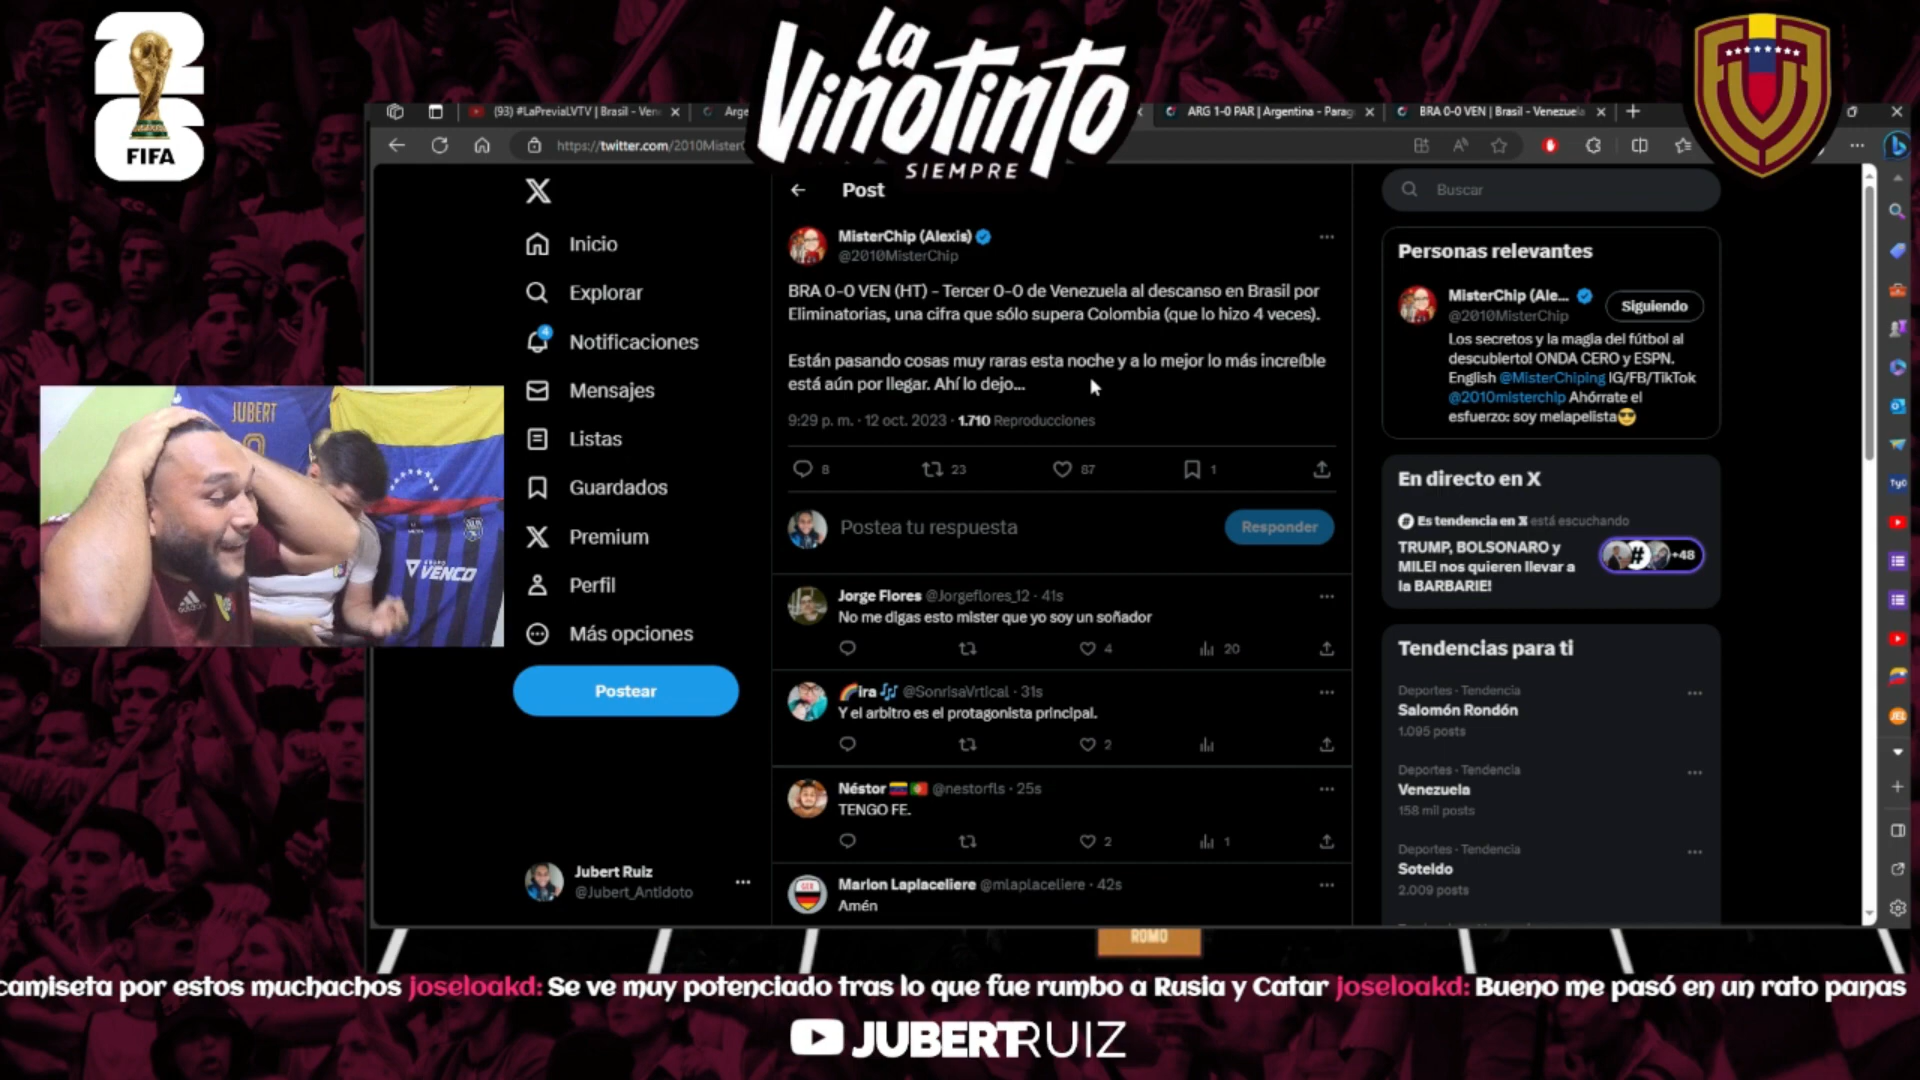 FIFA
La
Vinotinto
SIEMPRE
(93) #LaPreviaLVTV | Brasil - Ven
Arge
ARG 1-0 PAR | Argentina - Parag
BRA 0-0 VEN | Brasil - Venezuela
https://twitter.com/2010MisterC
Inicio
Explorar
4
Notificaciones
Mensajes
Listas
Guardados
Premium
Perfil
Más opciones
Postear
Jubert Ruiz
@Jubert_Antidoto
Post
MisterChip (Alexis)
@2010MisterChip
BRA 0-0 VEN (HT) - Tercer 0-0 de Venezuela al descanso en Brasil por
Eliminatorias, una cifra que sólo supera Colombia (que lo hizo 4 veces).
Están pasando cosas muy raras esta noche y a lo mejor lo más increíble
está aún por llegar. Ahí lo dejo...
9:29 p. m. · 12 oct. 2023 · 1.710 Reproducciones
8 23 87 1
Postea tu respuesta
Responder
Jorge Flores @Jorgeflores_12 · 41s
No me digas esto mister que yo soy un soñador
4 20
ira @SonrisaVrtical · 31s
Y el arbitro es el protagonista principal.
2
Néstor @nestorfls · 25s
TENGO FE.
2 1
Marlon Laplaceliere @mlaplaceliere · 42s
Amén
Buscar
Personas relevantes
MisterChip (Ale...
@2010MisterChip
Siguiendo
Los secretos y la magia del fútbol al
descubierto! ONDA CERO y ESPN.
English @MisterChiping IG/FB/TikTok
@2010misterchip Ahórrate el
esfuerzo: soy melapelista
En directo en X
Es tendencia en X está escuchando
TRUMP, BOLSONARO y
MILEI nos quieren llevar a
la BARBARIE!
+48
Tendencias para ti
Deportes · Tendencia
Salomón Rondón
1.095 posts
Deportes · Tendencia
Venezuela
158 mil posts
Deportes · Tendencia
Soteldo
2.009 posts
JUBERT
adidas
GRUPO
VENCO
TyC
ROMO
camiseta por estos muchachos joseloakd: Se ve muy potenciado tras lo que fue rumbo a Rusia y Catar joseloakd: Bueno me pasó en un rato panas
JUBERTRUIZ